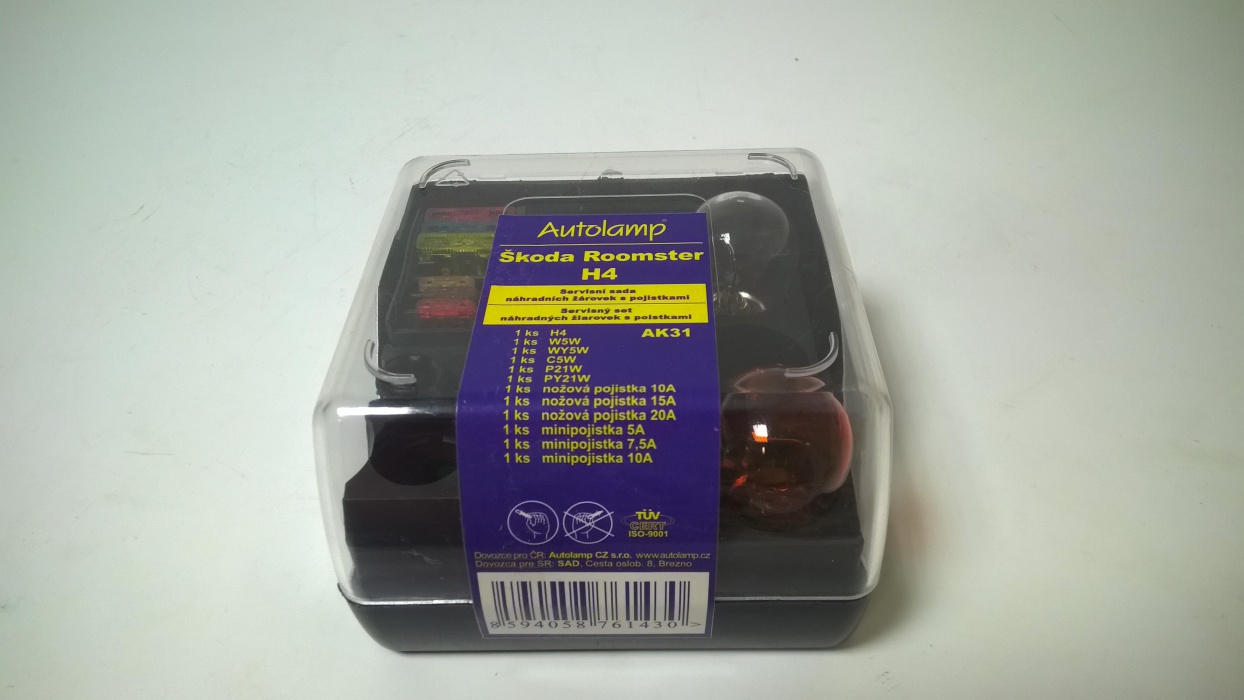 Autolamp
Škoda Roomster
H4
Servisní sada
náhradních žárovek s pojistkami
Servisný set
náhradných žiarovek s poistkami
AK31
1 ks H4
1 ks W5W
1 ks WY5W
1 ks C5W
1 ks P21W
1 ks PY21W
1 ks nožová pojistka 10A
1 ks nožová pojistka 15A
1 ks nožová pojistka 20A
1 ks minipojistka 5A
1 ks minipojistka 7,5A
1 ks minipojistka 10A
TÜV
CERT
ISO-9001
Dovozce pro ČR: Autolamp CZ s.r.o. www.autolamp.cz
Dovozca pre SR: SAD, Cesta oslob. 8, Brezno
8 594058 761430 >